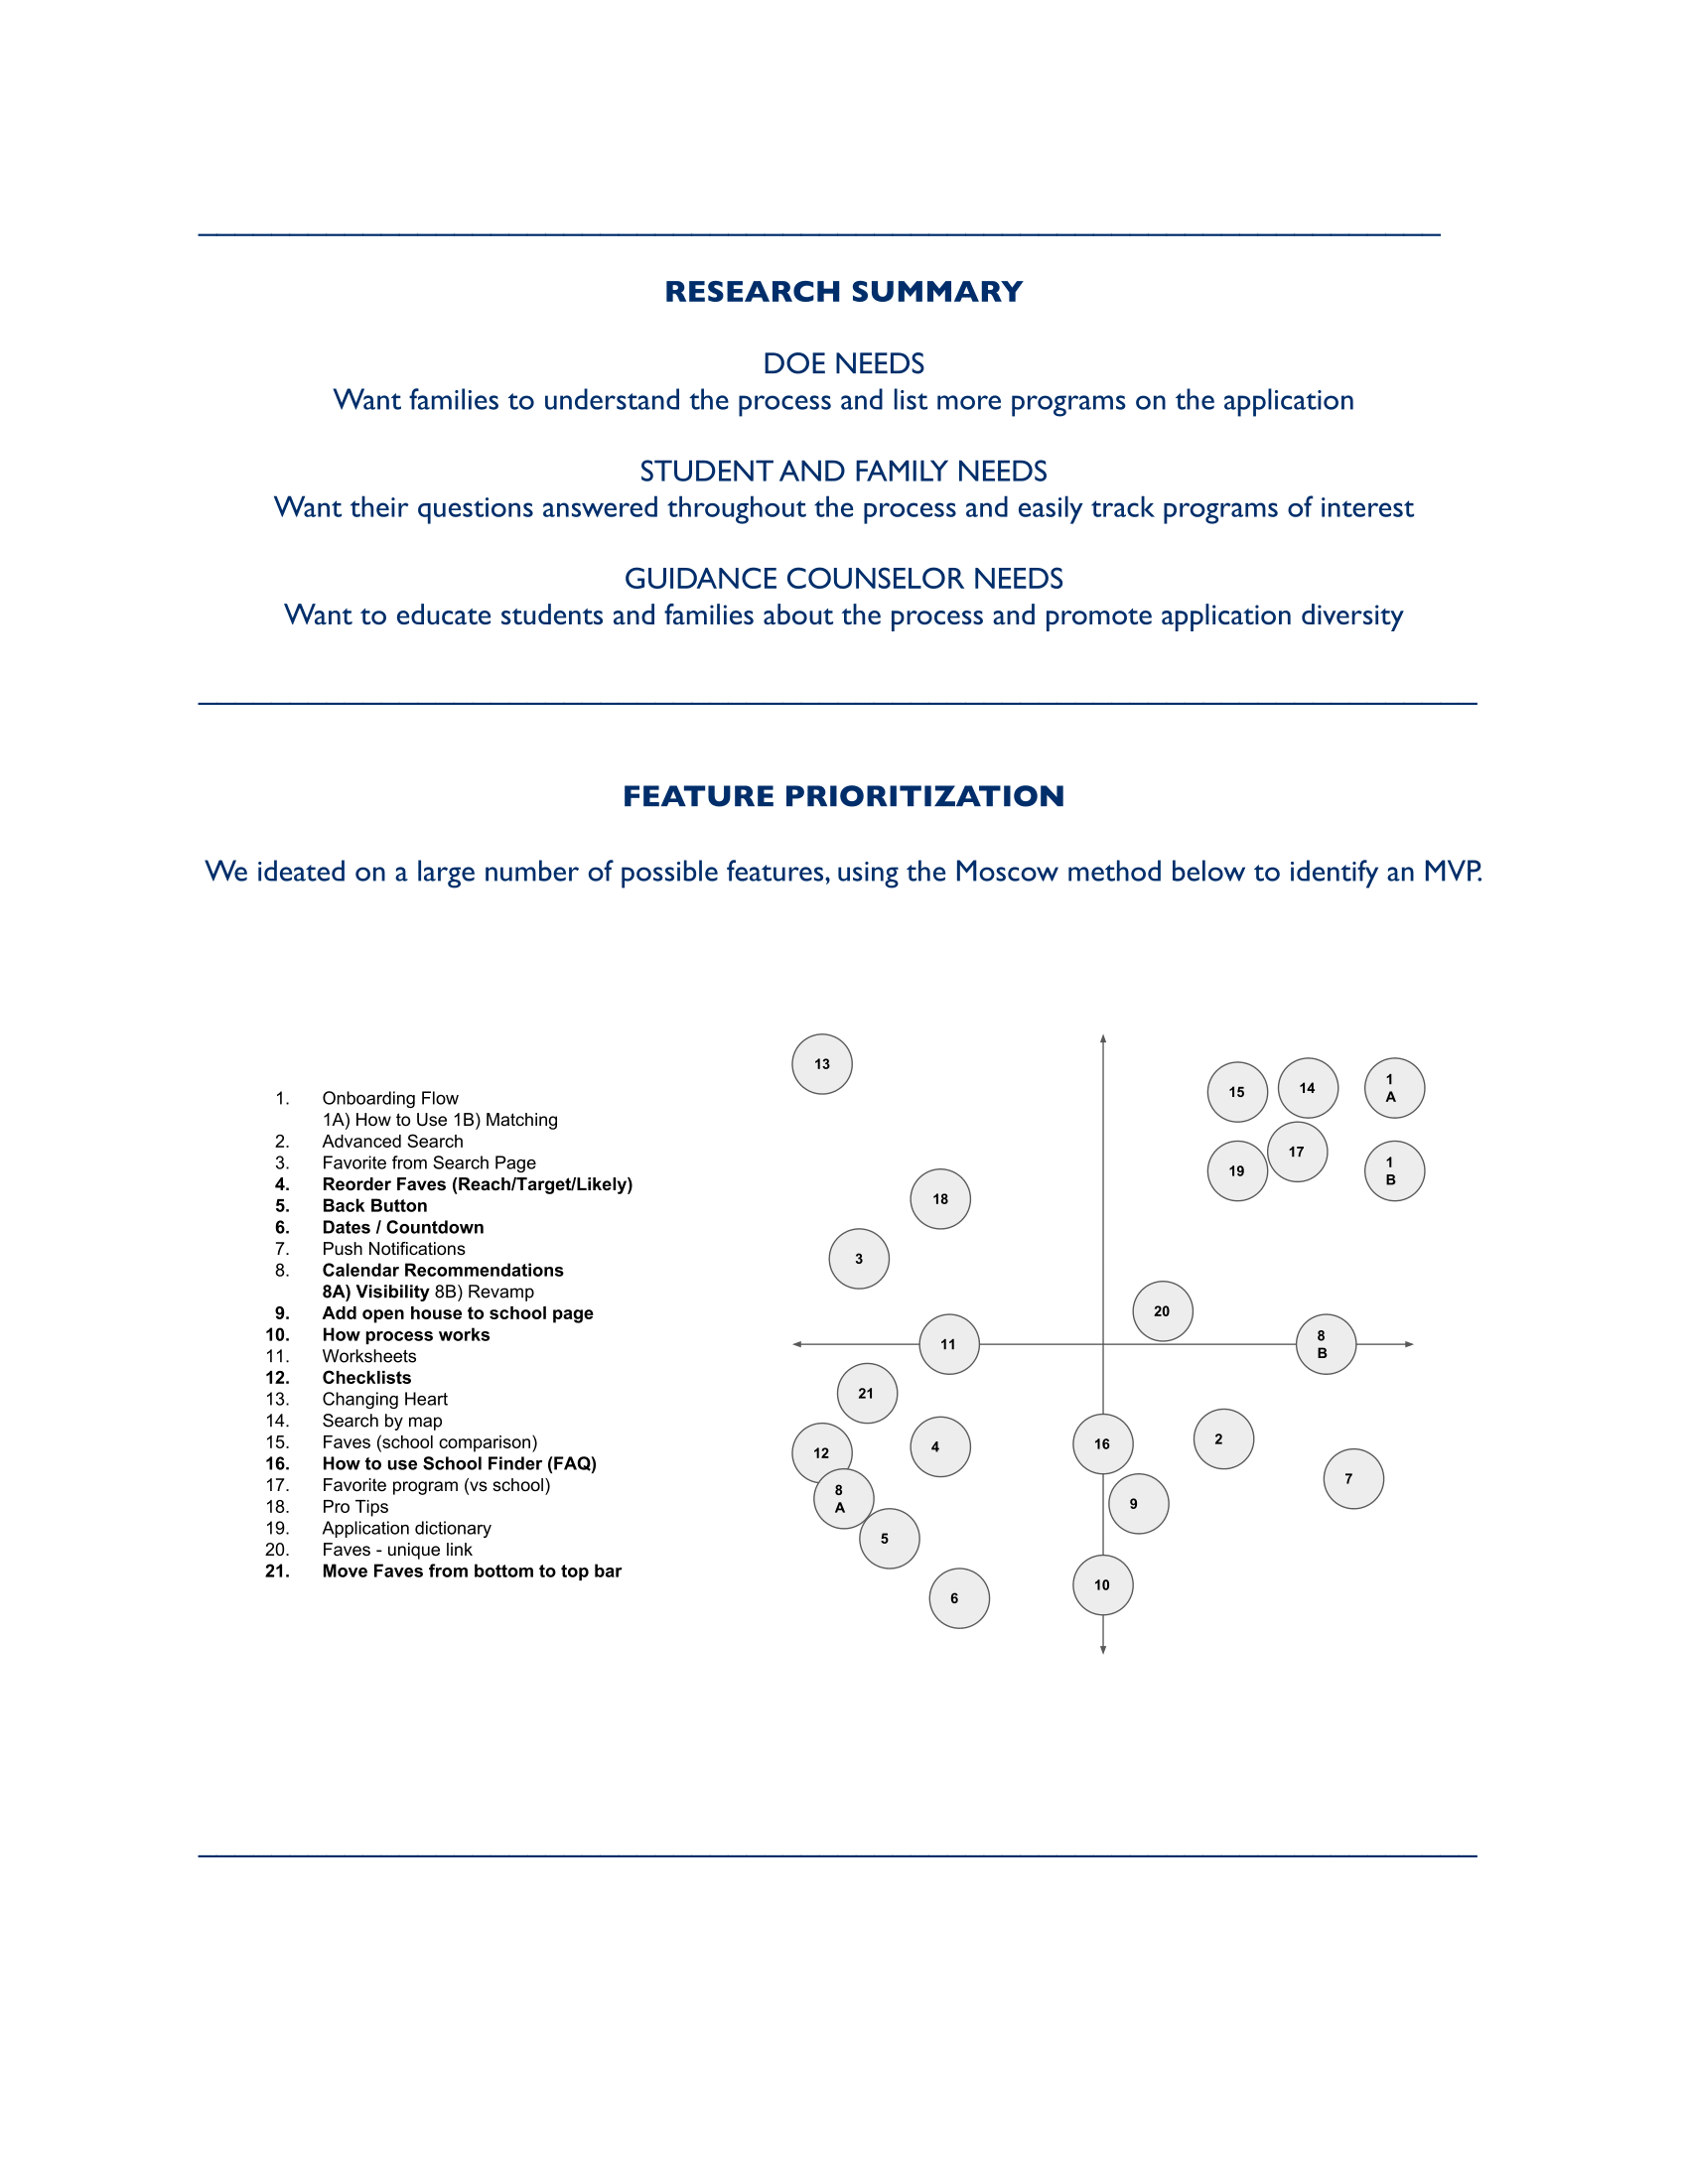 RESEARCH SUMMARY
DOE NEEDS
Want families to understand the process and list more programs on the application
STUDENT AND FAMILY NEEDS
Want their questions answered throughout the process and easily track programs of interest
GUIDANCE COUNSELOR NEEDS
Want to educate students and families about the process and promote application diversity
FEATURE PRIORITIZATION
We ideated on a large number of possible features, using the Moscow method below to identify an MVP.
1. Onboarding Flow
1A) How to Use 1B) Matching
2. Advanced Search
3. Favorite from Search Page
4. Reorder Faves (Reach/Target/Likely)
5. Back Button
6. Dates / Countdown
7. Push Notifications
8. Calendar Recommendations
8A) Visibility 8B) Revamp
9. Add open house to school page
10. How process works
11. Worksheets
12. Checklists
13. Changing Heart
14. Search by map
15. Faves (school comparison)
16. How to use School Finder (FAQ)
17. Favorite program (vs school)
18. Pro Tips
19. Application dictionary
20. Faves - unique link
21. Move Faves from bottom to top bar
13
15
14
1
A
17
19
1
B
18
3
20
11
8
B
21
12
4
16
2
7
8
A
9
5
10
6